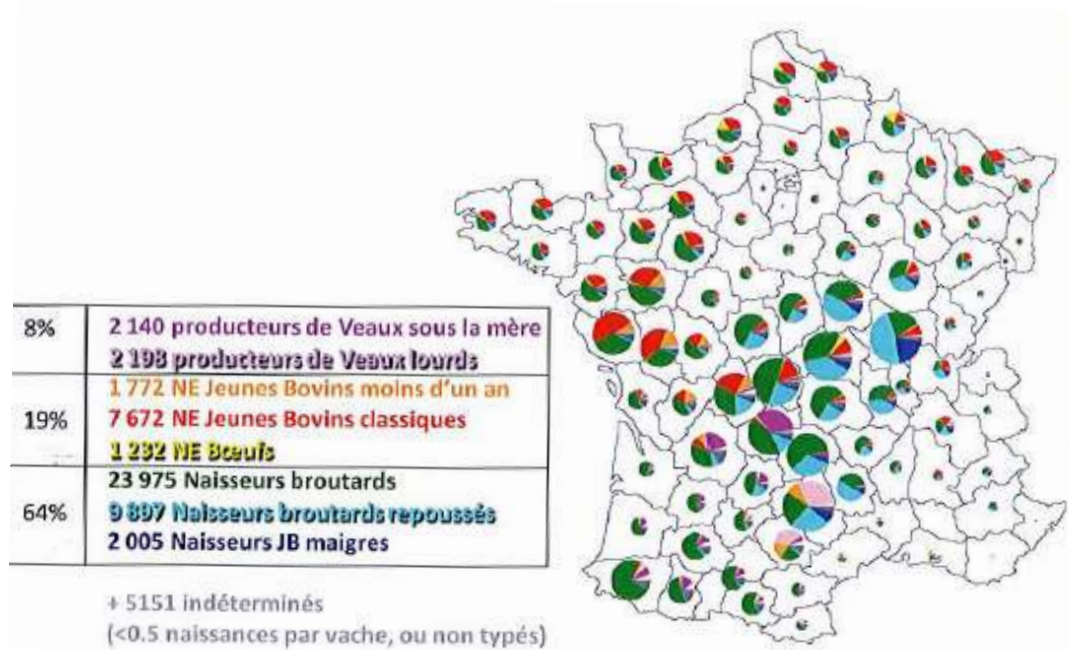 8%
2 140 producteurs de Veaux sous la mère
2 198 producteurs de Veaux lourds
19%
1 772 NE Jeunes Bovins moins d'un an
7 672 NE Jeunes Bovins classiques
1 232 NE Bœufs
64%
23 975 Naisseurs broutards
9 897 Naisseurs broutards repoussés
2 005 Naisseurs JB maigres
+ 5151 indéterminés
(<0.5 naissances par vache, ou non typés)